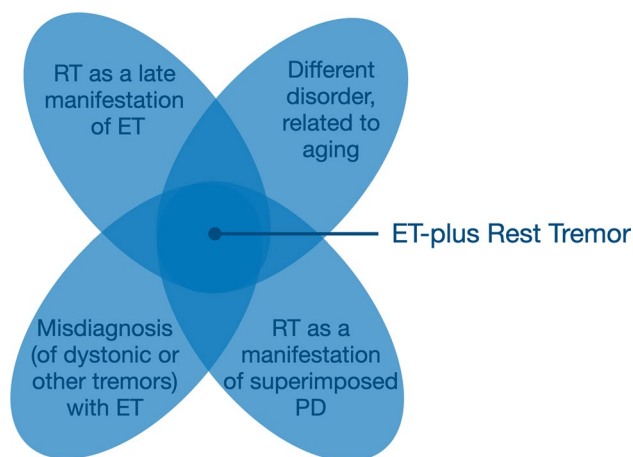 RT as a late
manifestation
of ET
Different
disorder,
related to
aging
ET-plus Rest Tremor
Misdiagnosis
(of dystonic or
other tremors)
with ET
RT as a
manifestation
of superimposed
PD